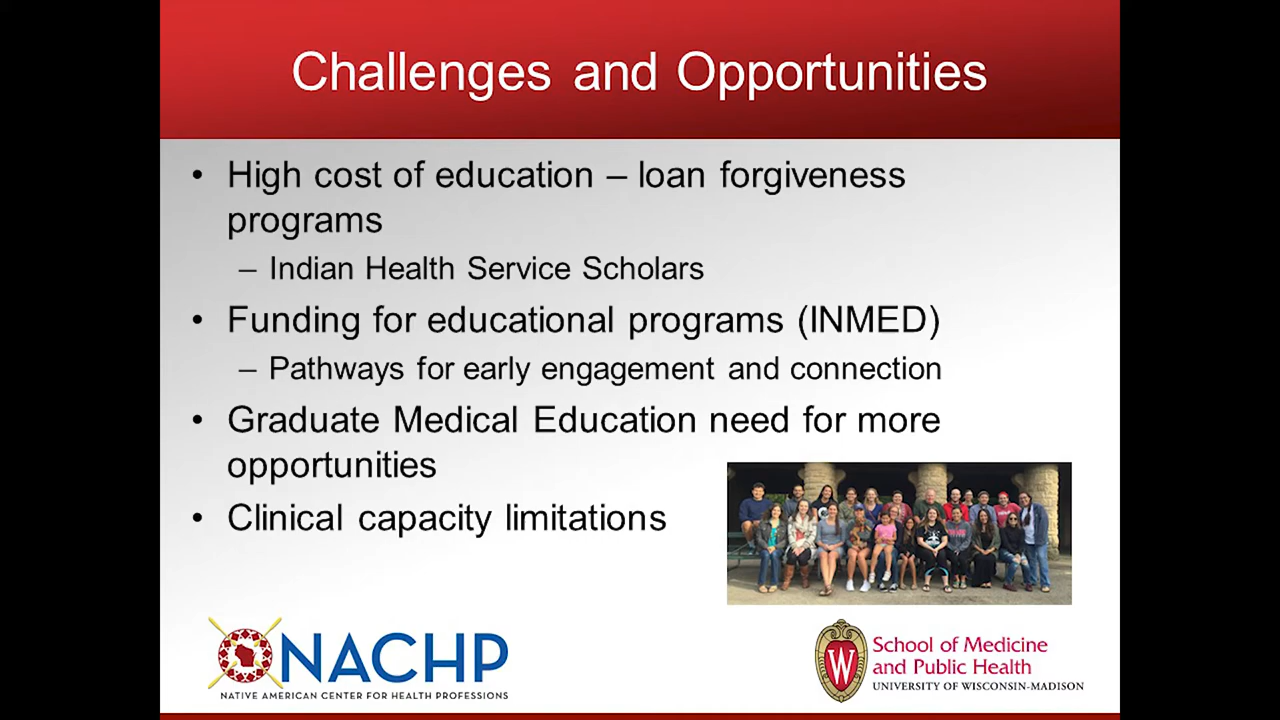 Challenges and Opportunities
• High cost of education – loan forgiveness
programs
– Indian Health Service Scholars
• Funding for educational programs (INMED)
– Pathways for early engagement and connection
• Graduate Medical Education need for more
opportunities
• Clinical capacity limitations
NACHP
NATIVE AMERICAN CENTER FOR HEALTH PROFESSIONS
W
School of Medicine
and Public Health
UNIVERSITY OF WISCONSIN-MADISON